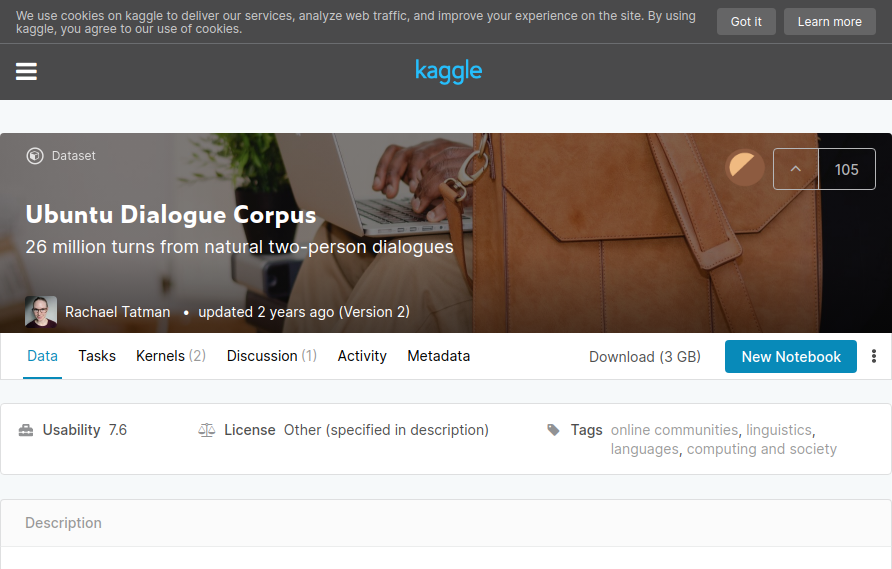 We use cookies on kaggle to deliver our services, analyze web traffic, and improve your experience on the site. By using
kaggle, you agree to our use of cookies.
Got it
Learn more
kaggle
Dataset
105
Ubuntu Dialogue Corpus
26 million turns from natural two-person dialogues
Rachael Tatman • updated 2 years ago (Version 2)
Data Tasks Kernels (2) Discussion (1) Activity Metadata Download (3 GB) New Notebook
Usability 7.6 License Other (specified in description) Tags online communities, linguistics,
languages, computing and society
Description